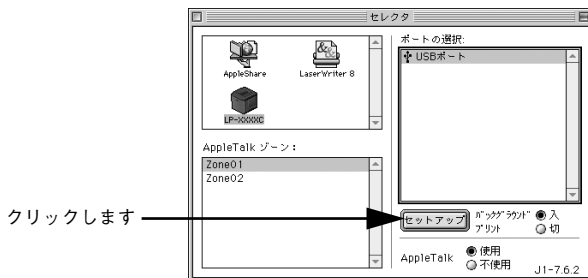 セレクタ
AppleShare
LaserWriter 8
LP-XXXXC
AppleTalk ゾーン：
Zone01
Zone02
ポートの選択:
USBポート
クリックします
セットアップ
バックグラウンド
プリント
入
切
AppleTalk
使用
不使用
J1-7.6.2